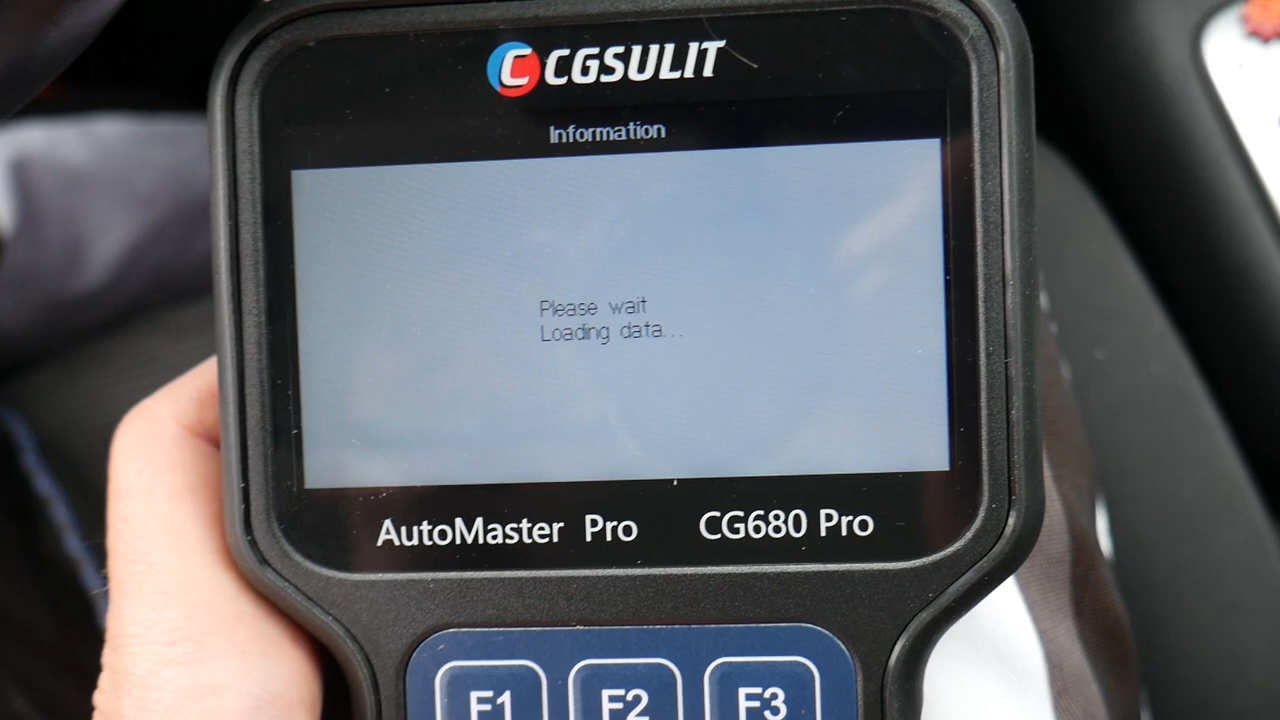 CGSULIT
Information
Please wait
Loading data...
AutoMaster Pro CG680 Pro
F1 F2 F3